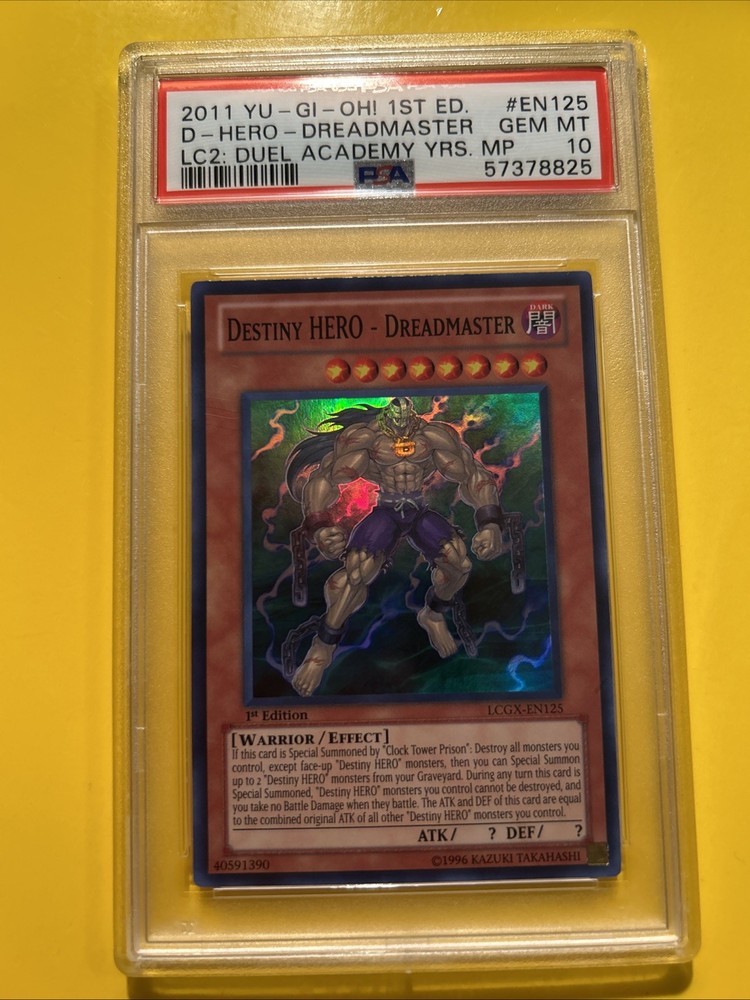 2011 YU-GI-OH! 1ST ED. #EN125
D-HERO-DREADMASTER GEM MT
LC2: DUEL ACADEMY YRS. MP 10
PSA 57378825
DESTINY HERO - DREADMASTER
DARK
闇
1st Edition LCGX-EN125
[WARRIOR/EFFECT]
If this card is Special Summoned by "Clock Tower Prison": Destroy all monsters you
control, except face-up "Destiny HERO" monsters, then you can Special Summon
up to 2 "Destiny HERO" monsters from your Graveyard. During any turn this card is
Special Summoned, "Destiny HERO" monsters you control cannot be destroyed, and
you take no Battle Damage when they battle. The ATK and DEF of this card are equal
to the combined original ATK of all other "Destiny HERO" monsters you control.
ATK/ ? DEF/ ?
40591390 ©1996 KAZUKI TAKAHASHI